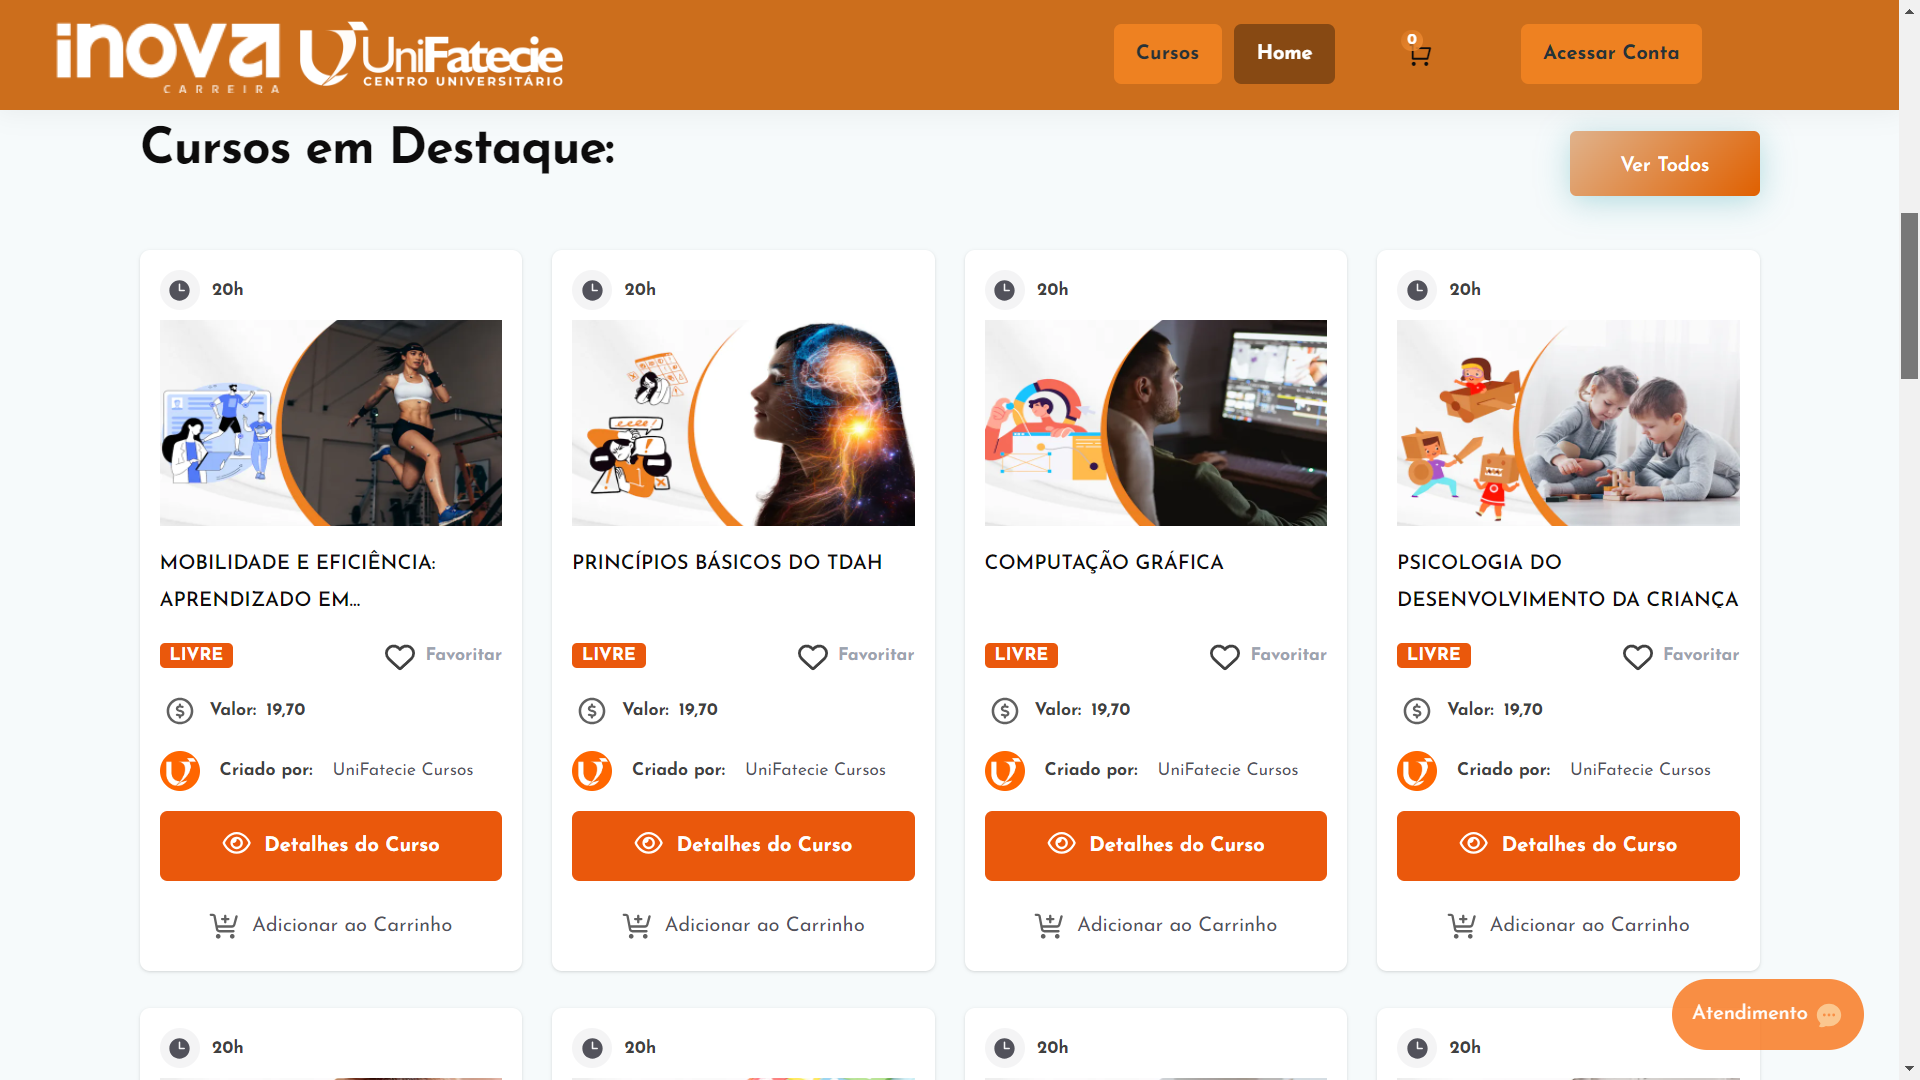 inova
CARREIRA
UniFatecie
CENTRO UNIVERSITÁRIO
Cursos
Home
0
Acessar Conta
Cursos em Destaque:
Ver Todos
20h
20h
20h
20h
MOBILIDADE E EFICIÊNCIA:
APRENDIZADO EM...
PRINCÍPIOS BÁSICOS DO TDAH
COMPUTAÇÃO GRÁFICA
PSICOLOGIA DO
DESENVOLVIMENTO DA CRIANÇA
LIVRE
Favoritar
LIVRE
Favoritar
LIVRE
Favoritar
LIVRE
Favoritar
Valor: 19,70
Valor: 19,70
Valor: 19,70
Valor: 19,70
Criado por: UniFatecie Cursos
Criado por: UniFatecie Cursos
Criado por: UniFatecie Cursos
Criado por: UniFatecie Cursos
Detalhes do Curso
Detalhes do Curso
Detalhes do Curso
Detalhes do Curso
Adicionar ao Carrinho
Adicionar ao Carrinho
Adicionar ao Carrinho
Adicionar ao Carrinho
Atendimento
20h
20h
20h
20h